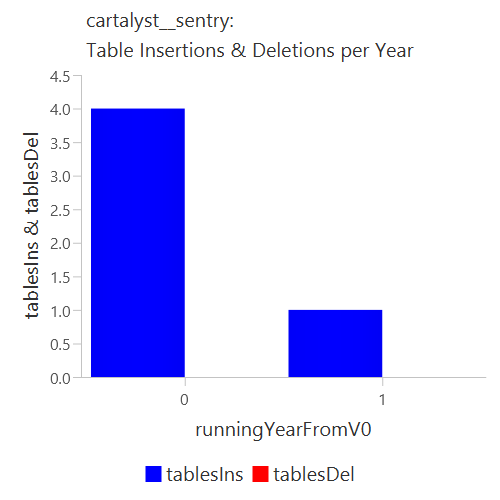 cartalyst__sentry:
Table Insertions & Deletions per Year
4.5
4.0
3.5
3.0
2.5
2.0
1.5
1.0
0.5
0.0
tablesIns & tablesDel
0 1
runningYearFromV0
tablesIns tablesDel